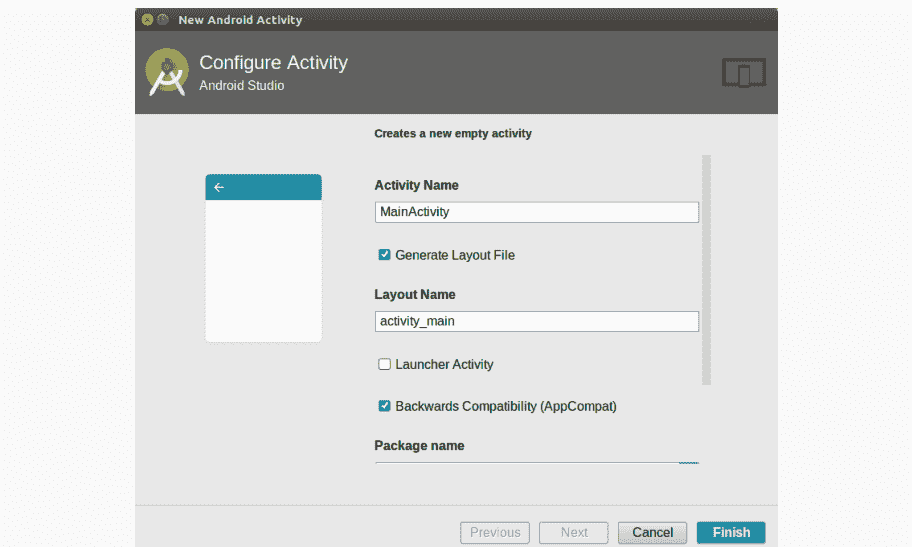 New Android Activity
Configure Activity
Android Studio
Creates a new empty activity
Activity Name
MainActivity
Generate Layout File
Layout Name
activity_main
Launcher Activity
Backwards Compatibility (AppCompat)
Package name
Previous
Next
Cancel
Finish